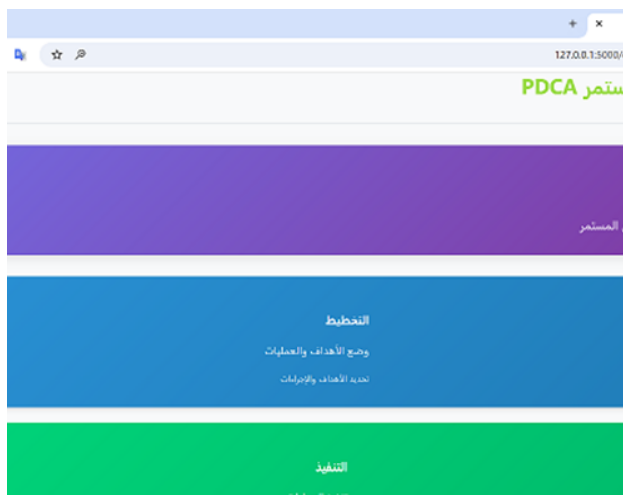 127.0.0.1:5000/
ستمر PDCA
المستمر
التخطيط
وضع الأهداف والعمليات
تحديد الأهداف والإجراءات
التنفيذ